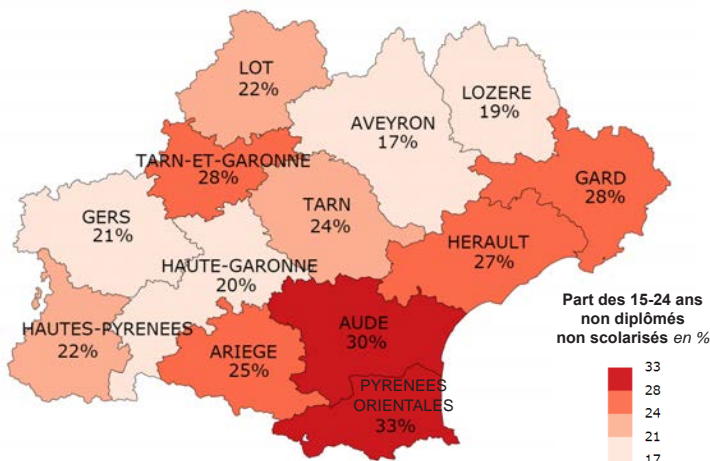 LOT
22%
LOZERE
19%
AVEYRON
17%
TARN-ET-GARONNE
28%
GARD
28%
TARN
24%
GERS
21%
HERAULT
27%
HAUTE-GARONNE
20%
HAUTES-PYRENEES
22%
ARIEGE
25%
AUDE
30%
PYRENEES
ORIENTALES
33%
Part des 15-24 ans
non diplômés
non scolarisés en %
33
28
24
21
17